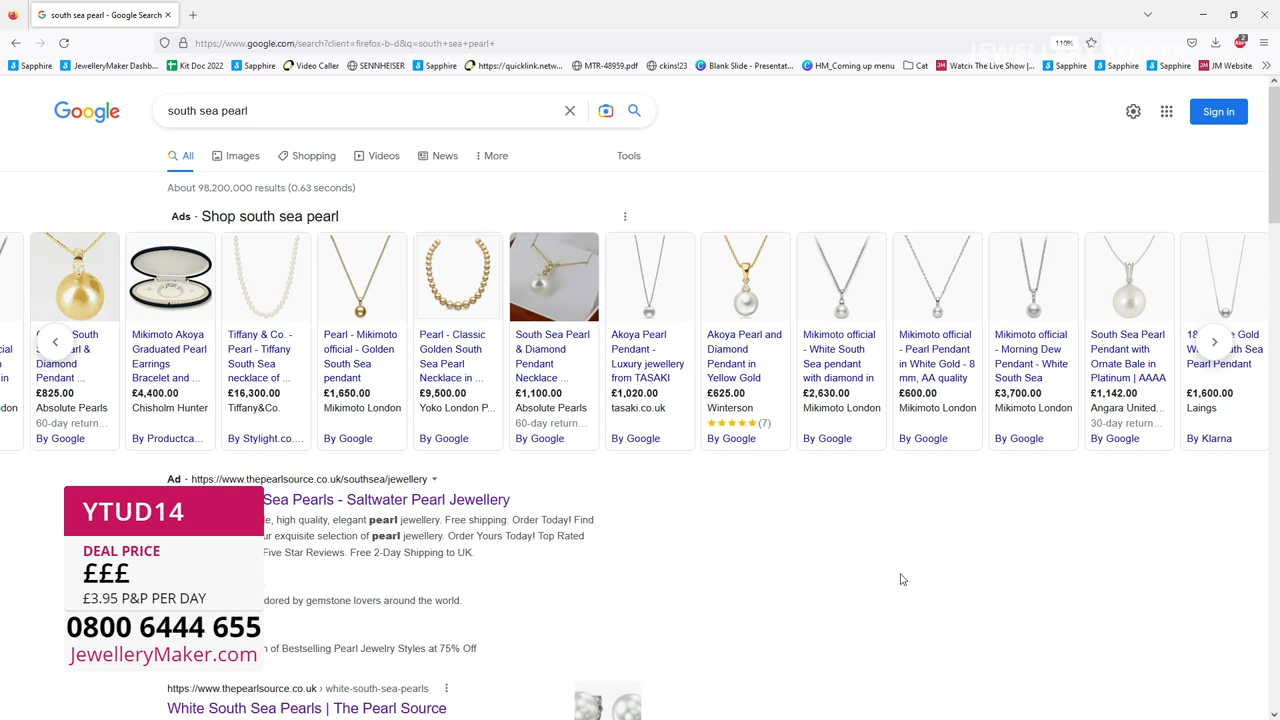 south sea pearl - Google Search
https://www.google.com/search?client=firefox-b-d&q=south+sea+pearl+
110%
2
Sapphire
JewelleryMaker Dashb...
Kit Doc 2022
Sapphire
Video Caller
SENNHEISER
Sapphire
https://quicklink.netw...
MTR-48959.pdf
ckins!23
Blank Slide - Presentat...
HM_Coming up menu
Cat
Watch The Live Show |...
Sapphire
Sapphire
Sapphire
JM Website
Google
south sea pearl
Sign in
All
Images
Shopping
Videos
News
More
Tools
About 98,200,000 results (0.63 seconds)
Ads · Shop south sea pearl
South
& 
Diamond
Pendant ...
£825.00
Absolute Pearls
60-day return...
By Google
Mikimoto Akoya
Graduated Pearl
Earrings
Bracelet and ...
£4,400.00
Chisholm Hunter
By Productca...
Tiffany & Co. -
Pearl - Tiffany
South Sea
necklace of ...
£16,300.00
Tiffany&Co.
By Stylight.co....
Pearl - Mikimoto
official - Golden
South Sea
pendant
£1,650.00
Mikimoto London
By Google
Pearl - Classic
Golden South
Sea Pearl
Necklace in ...
£9,500.00
Yoko London P...
By Google
South Sea Pearl
& Diamond
Pendant
Necklace ...
£1,100.00
Absolute Pearls
60-day return...
By Google
Akoya Pearl
Pendant -
Luxury jewellery
from TASAKI
£1,020.00
tasaki.co.uk
By Google
Akoya Pearl and
Diamond
Pendant in
Yellow Gold
£625.00
Winterson
(7)
By Google
Mikimoto official
- White South
Sea pendant
with diamond in
£2,630.00
Mikimoto London
By Google
Mikimoto official
- Pearl Pendant
in White Gold - 8
mm, AA quality
£600.00
Mikimoto London
By Google
Mikimoto official
- Morning Dew
Pendant - White
South Sea
£3,700.00
Mikimoto London
By Google
South Sea Pearl
Pendant with
Ornate Bale in
Platinum | AAAA
£1,142.00
Angara United...
30-day return...
By Google
Gold
Sea
Pearl Pendant
£1,600.00
Laings
By Klarna
Ad · https://www.thepearlsource.co.uk/southsea/jewellery
Sea Pearls - Saltwater Pearl Jewellery
high quality, elegant pearl jewellery. Free shipping. Order Today! Find
exquisite selection of pearl jewellery. Order Yours Today! Top Rated
Five Star Reviews. Free 2-Day Shipping to UK.
by gemstone lovers around the world.
of Bestselling Pearl Jewelry Styles at 75% Off
https://www.thepearlsource.co.uk › white-south-sea-pearls
White South Sea Pearls | The Pearl Source
YTUD14
DEAL PRICE
£££
£3.95 P&P PER DAY
0800 6444 655
JewelleryMaker.com